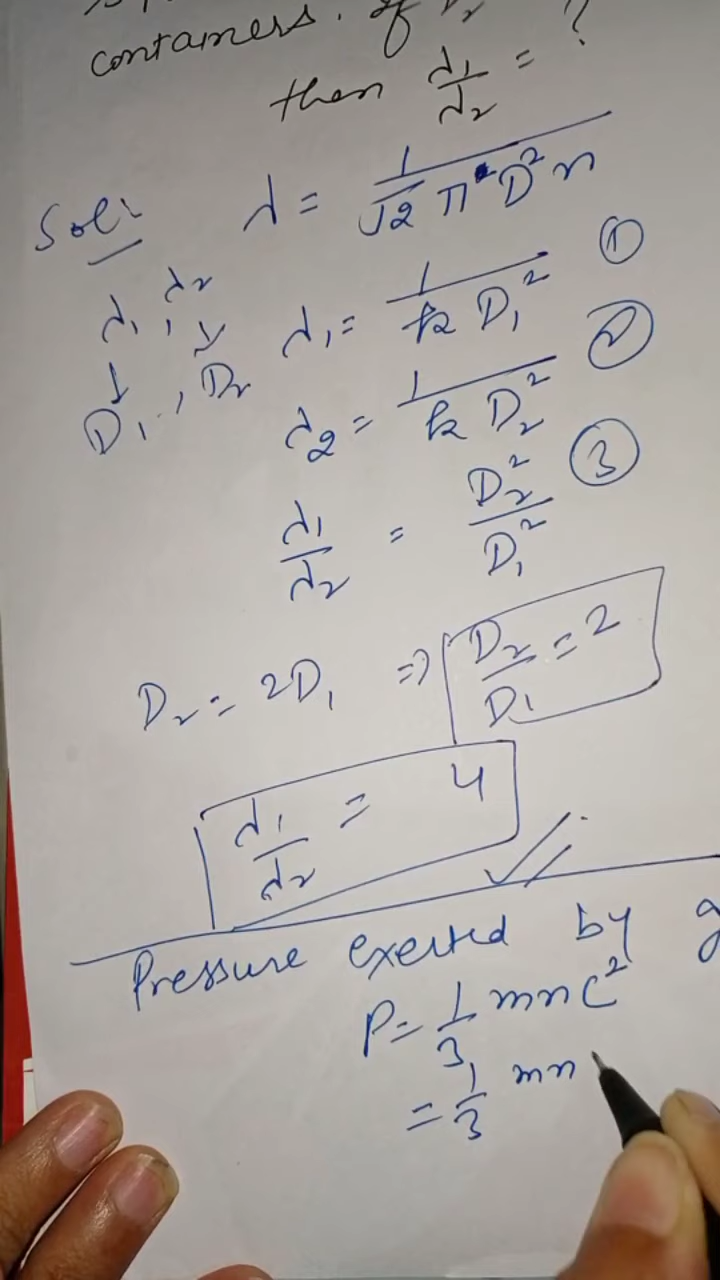 containers. If D₂
then λ₁/λ₂ = ?
Sol: λ = 1/(√2 π D² n)
λ₁, λ₂
D₁, D₂
λ₁ = 1/(k D₁²) ①
λ₂ = 1/(k D₂²) ②
λ₁/λ₂ = D₂²/D₁² ③
D₂ = 2D₁ ⇒ D₂/D₁ = 2
λ₁/λ₂ = 4
Pressure exerted by g
P = 1/3 mnC²
= 1/3 mn